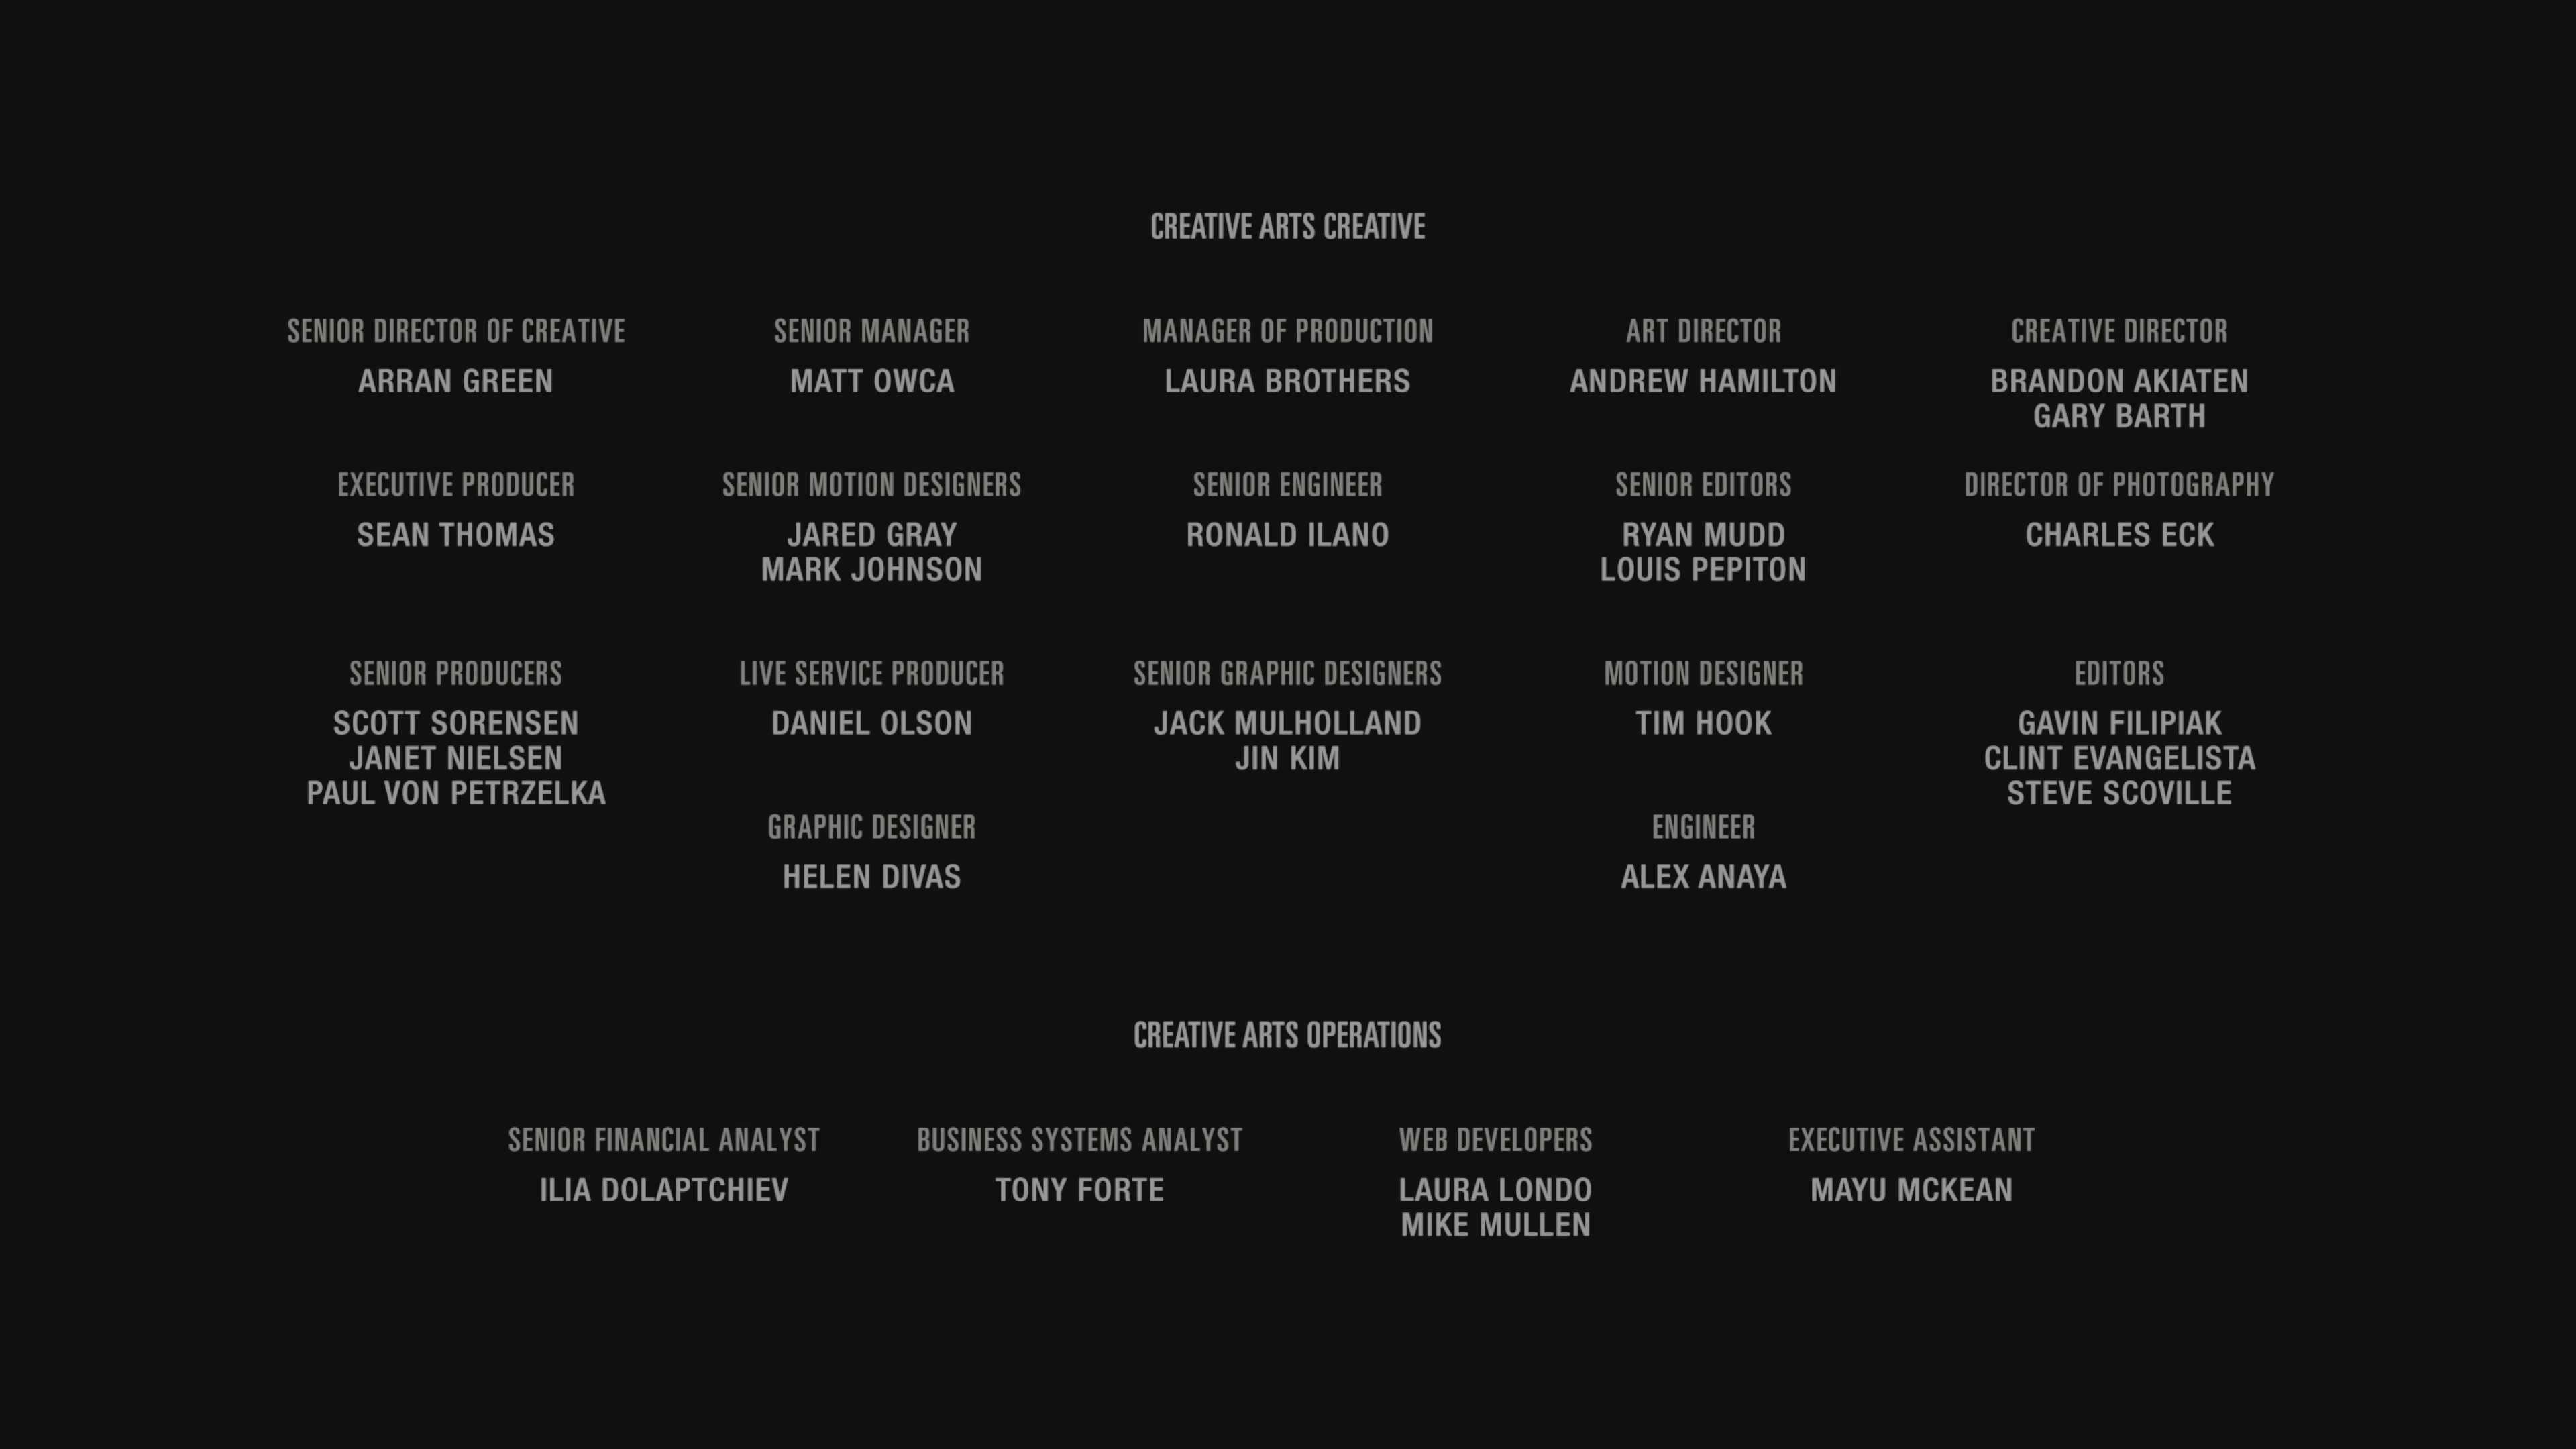 CREATIVE ARTS CREATIVE
SENIOR DIRECTOR OF CREATIVE
ARRAN GREEN
SENIOR MANAGER
MATT OWCA
MANAGER OF PRODUCTION
LAURA BROTHERS
ART DIRECTOR
ANDREW HAMILTON
CREATIVE DIRECTOR
BRANDON AKIATEN
GARY BARTH
EXECUTIVE PRODUCER
SEAN THOMAS
SENIOR MOTION DESIGNERS
JARED GRAY
MARK JOHNSON
SENIOR ENGINEER
RONALD ILANO
SENIOR EDITORS
RYAN MUDD
LOUIS PEPITON
DIRECTOR OF PHOTOGRAPHY
CHARLES ECK
SENIOR PRODUCERS
SCOTT SORENSEN
JANET NIELSEN
PAUL VON PETRZELKA
LIVE SERVICE PRODUCER
DANIEL OLSON
SENIOR GRAPHIC DESIGNERS
JACK MULHOLLAND
JIN KIM
MOTION DESIGNER
TIM HOOK
EDITORS
GAVIN FILIPIAK
CLINT EVANGELISTA
STEVE SCOVILLE
GRAPHIC DESIGNER
HELEN DIVAS
ENGINEER
ALEX ANAYA
CREATIVE ARTS OPERATIONS
SENIOR FINANCIAL ANALYST
ILIA DOLAPTCHIEV
BUSINESS SYSTEMS ANALYST
TONY FORTE
WEB DEVELOPERS
LAURA LONDO
MIKE MULLEN
EXECUTIVE ASSISTANT
MAYU MCKEAN